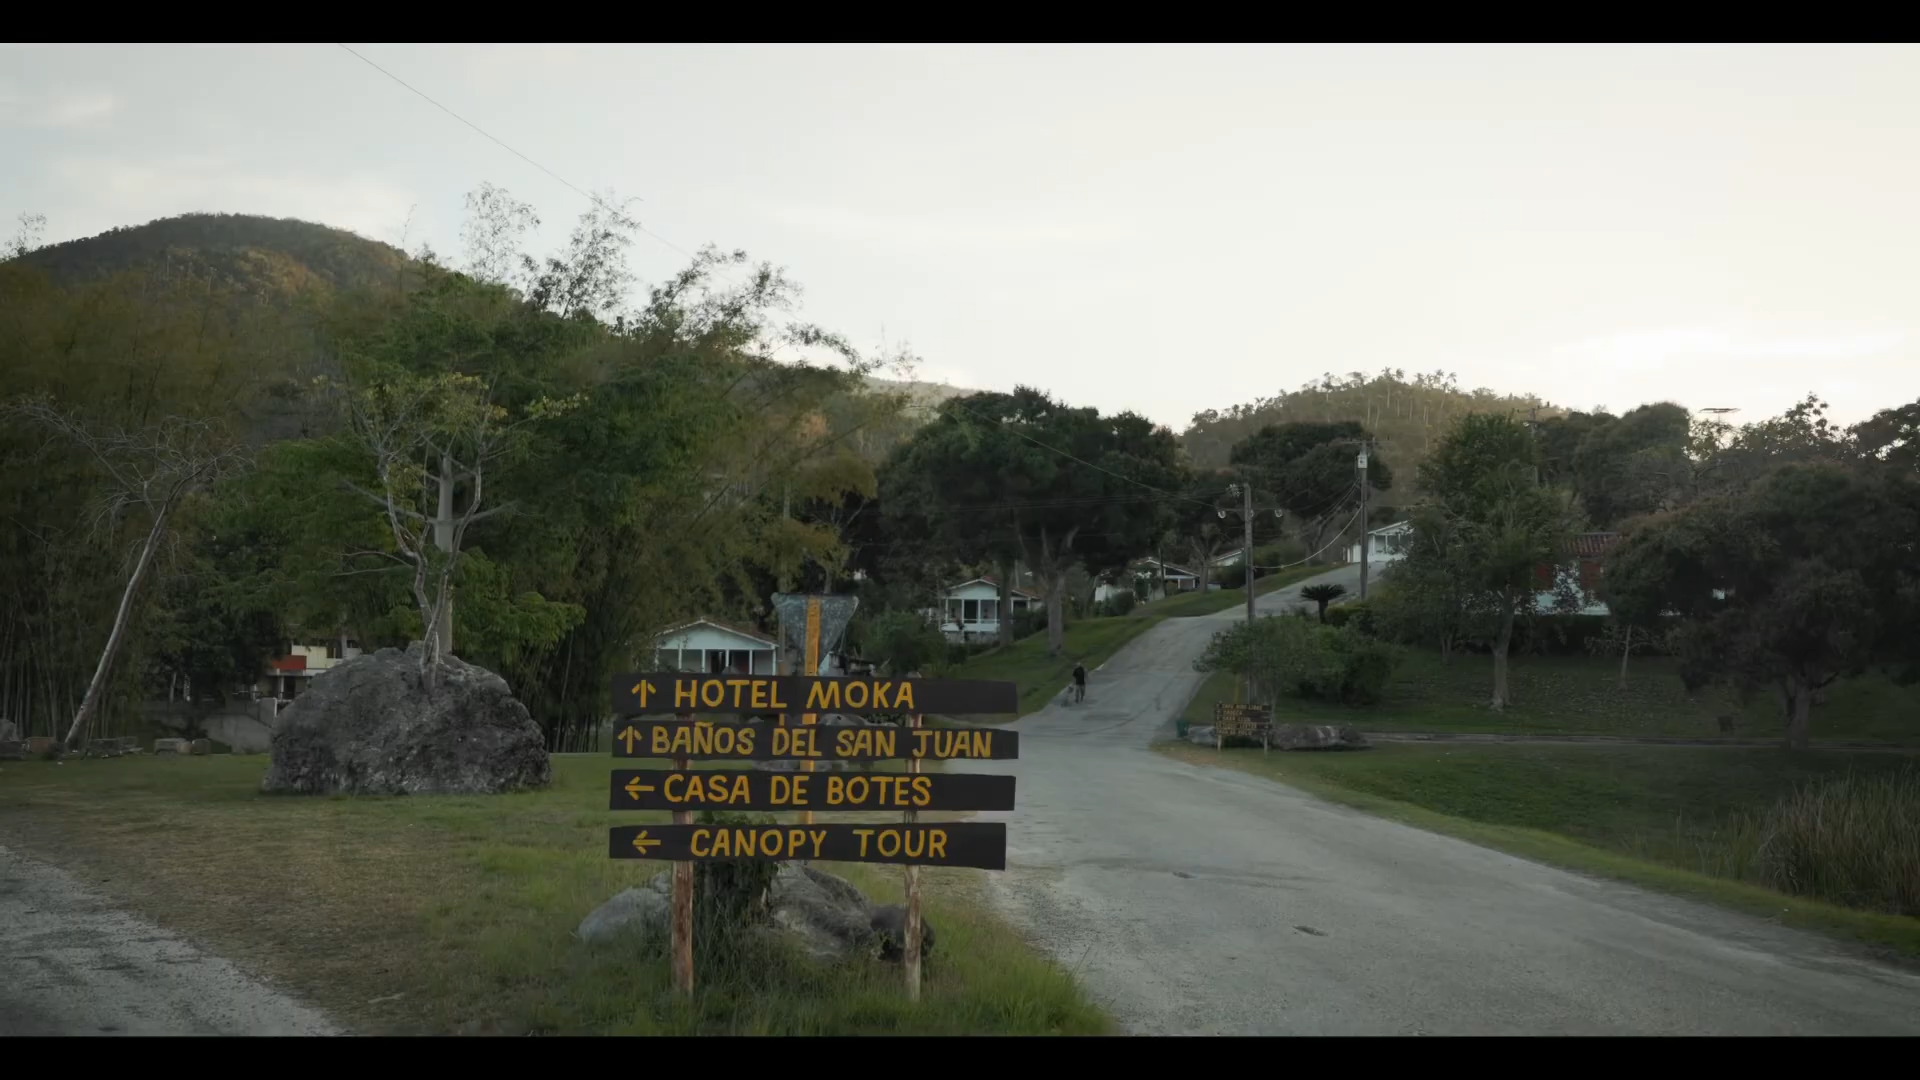 ↑ HOTEL MOKA
↑ BAÑOS DEL SAN JUAN
← CASA DE BOTES
← CANOPY TOUR